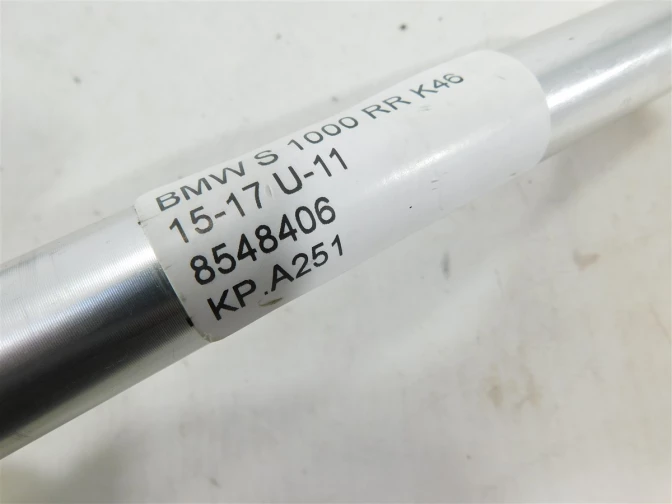 BMW S 1000 RR K46
15-17 U-11
8548406
KP.A251